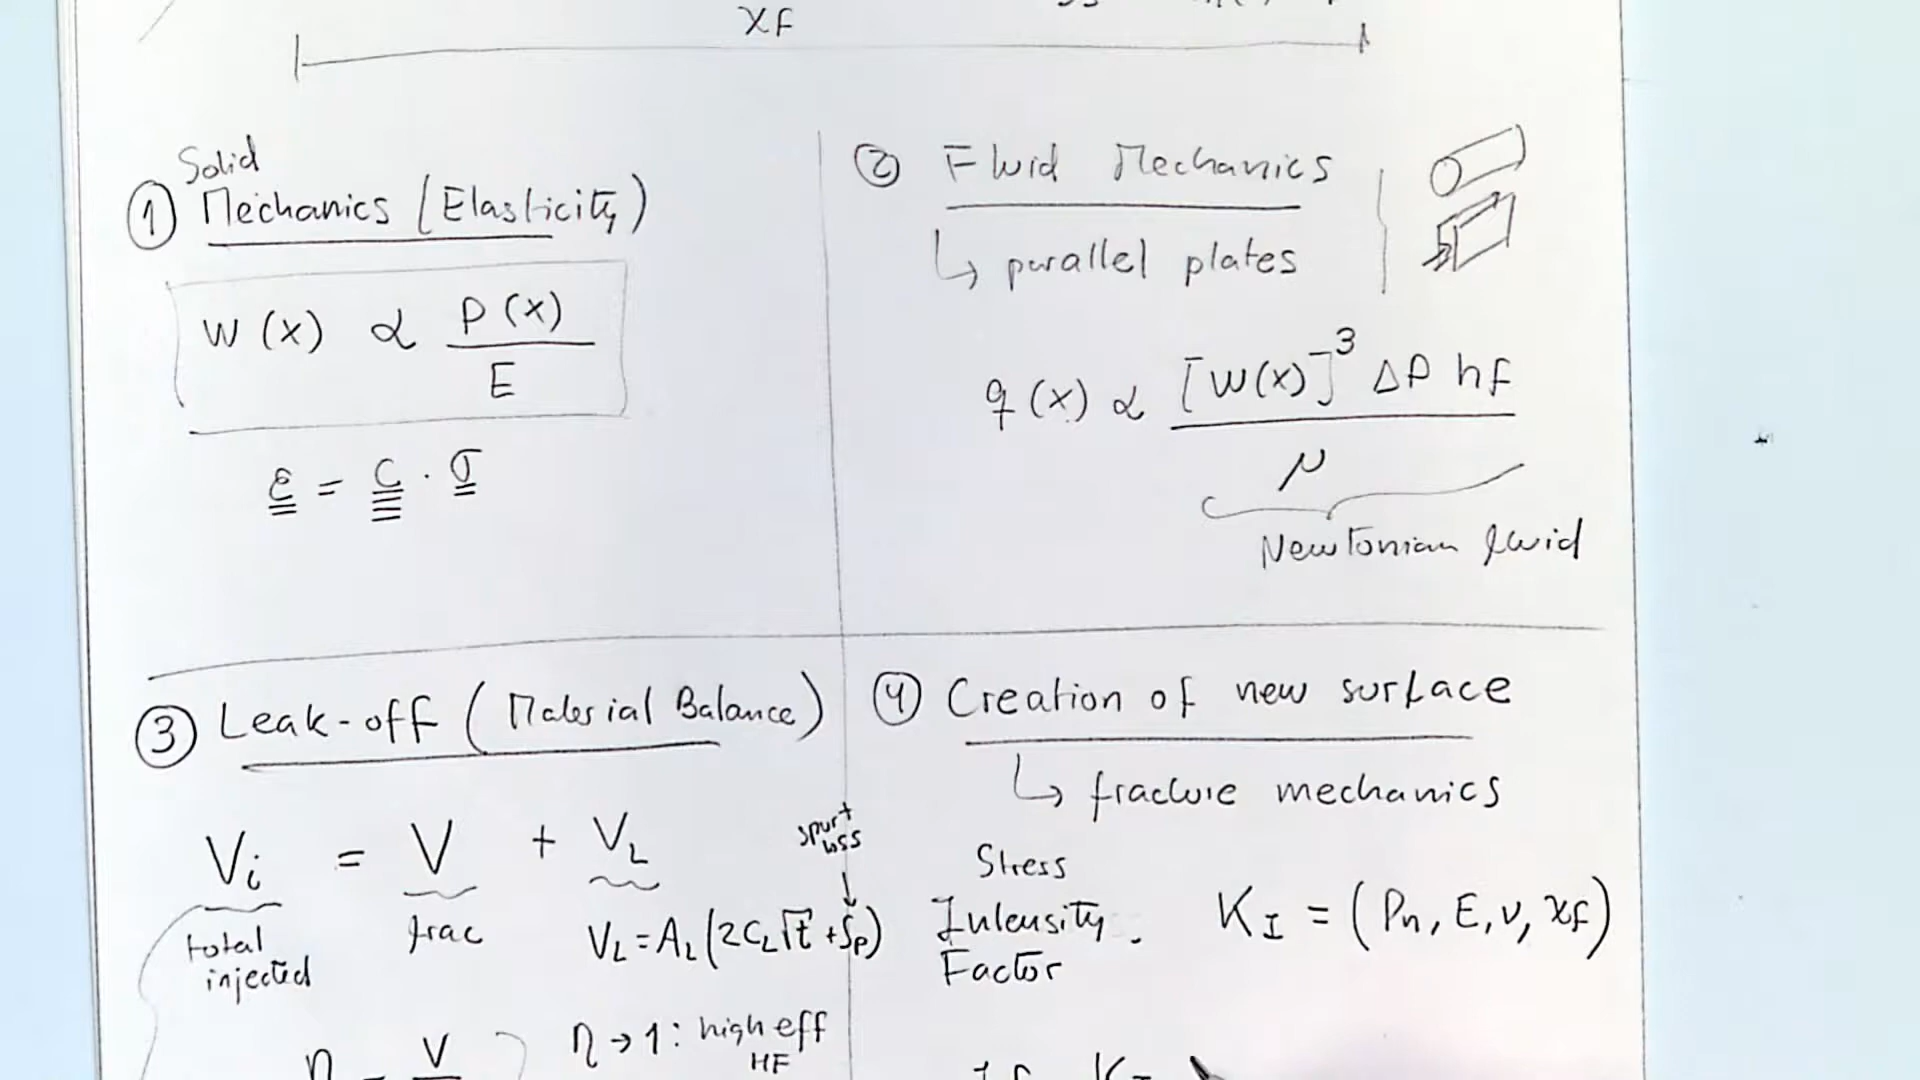 xf
① Solid Mechanics (Elasticity)
W(x) ∝ P(x) / E
ε = C · σ
② Fluid Mechanics
↳ parallel plates
q(x) ∝ [W(x)]³ ΔP hf / μ
Newtonian fluid
③ Leak-off (Material Balance)
Vi = V + VL
total injected
frac
spurt loss
VL = AL (2CL√t + Sp)
η = V
η → 1 : high eff HF
④ Creation of new surface
↳ fracture mechanics
Stress Intensity Factor
KI = (Pn, E, ν, xf)